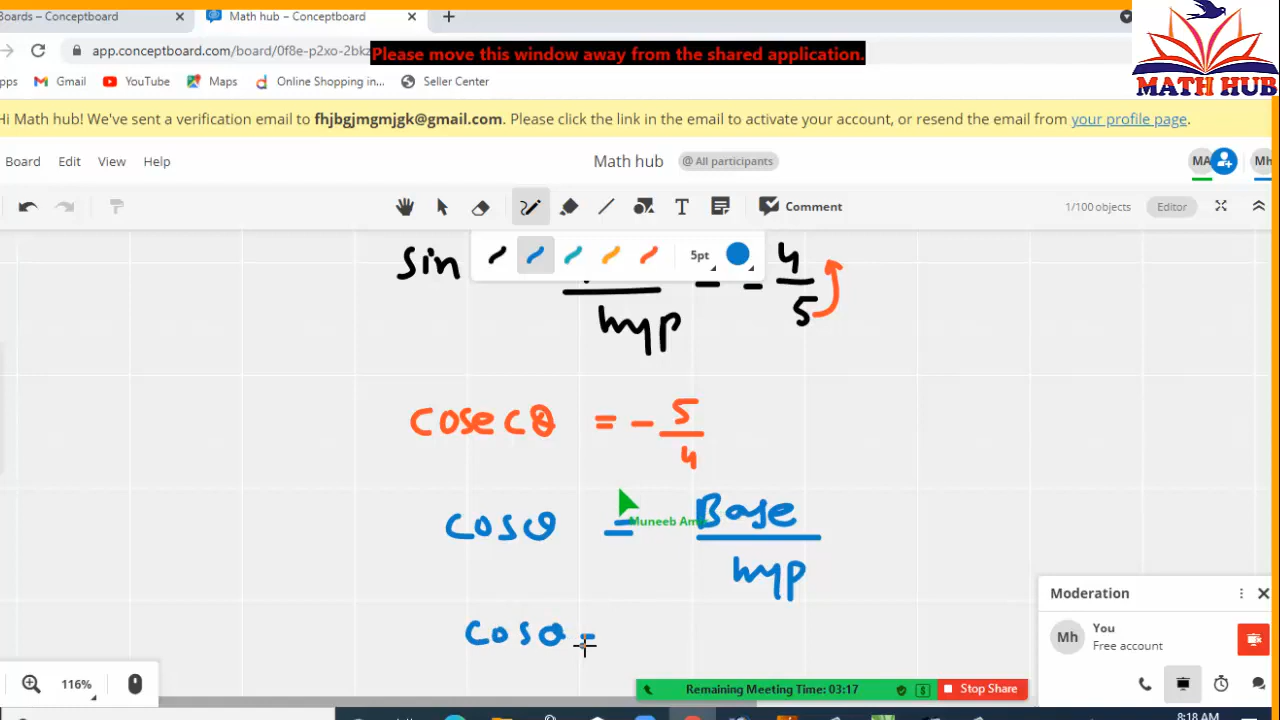 Boards – Conceptboard
Math hub – Conceptboard
app.conceptboard.com/board/0f8e-p2xo-2bkz
Please move this window away from the shared application.
MATH HUB
pps
Gmail
YouTube
Maps
Online Shopping in...
Seller Center
Hi Math hub! We've sent a verification email to fhjbgjmgmjgk@gmail.com. Please click the link in the email to activate your account, or resend the email from your profile page.
Board Edit View Help
Math hub
@ All participants
MA
Mh
T
Comment
1/100 objects
Editor
5pt
sin
hyp
= - 4/5
cosecθ = - 5/4
cosθ = Base/hyp
Muneeb Am
cosθ =
Moderation
Mh
You
Free account
116%
Remaining Meeting Time: 03:17
Stop Share
8:18 AM